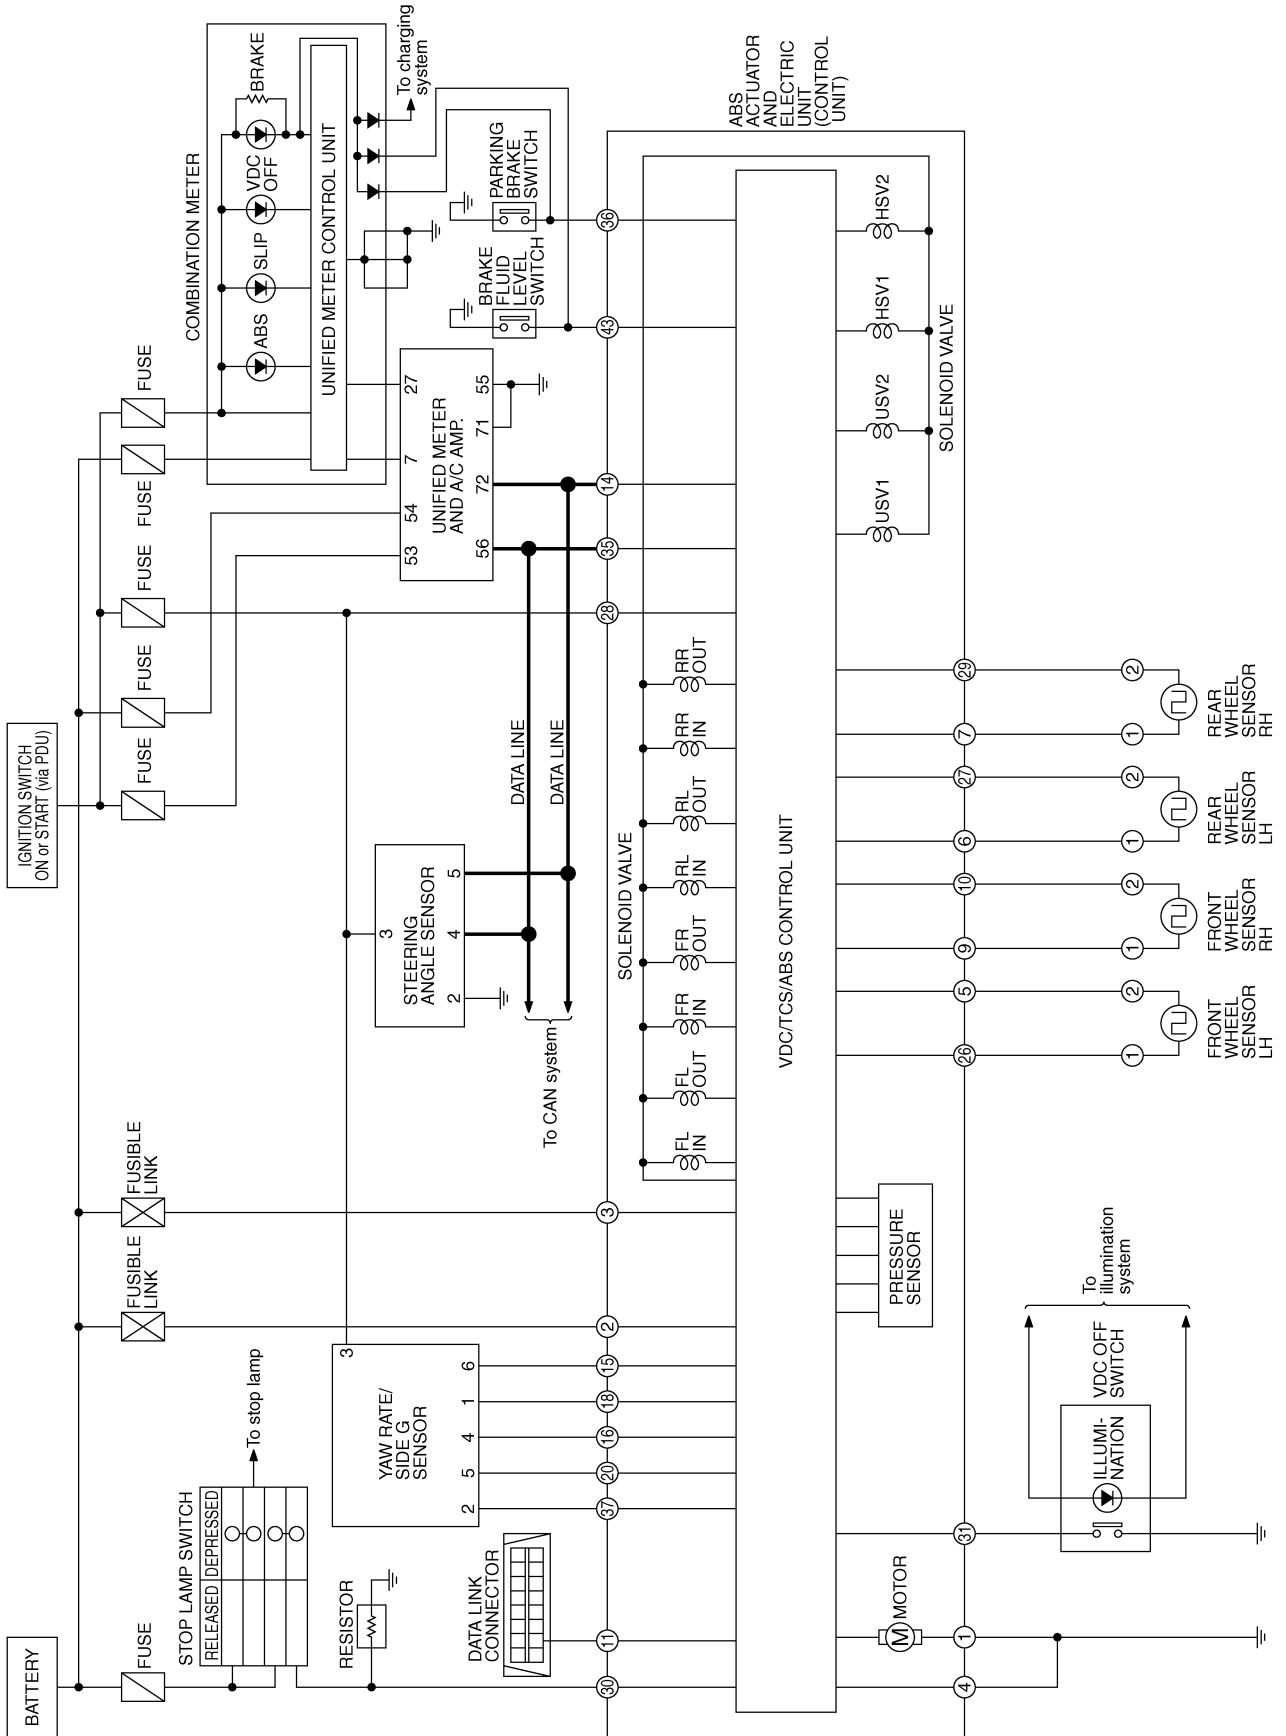 BATTERY
IGNITION SWITCH
ON or START (via PDU)
FUSE
STOP LAMP SWITCH
RELEASED
DEPRESSED
To stop lamp
FUSIBLE
LINK
FUSIBLE
LINK
FUSE
FUSE
FUSE
FUSE
FUSE
COMBINATION METER
ABS
SLIP
VDC
OFF
BRAKE
UNIFIED METER CONTROL UNIT
To charging
system
RESISTOR
YAW RATE/
SIDE G
SENSOR
3
2
5
4
1
6
STEERING
ANGLE SENSOR
3
2
4
5
53
54
7
27
UNIFIED METER
AND A/C AMP.
56
72
71
55
BRAKE
FLUID
LEVEL
SWITCH
PARKING
BRAKE
SWITCH
DATA LINK
CONNECTOR
To CAN system
DATA LINE
DATA LINE
30
11
37
20
16
18
15
2
3
28
35
14
43
36
ABS
ACTUATOR
AND
ELECTRIC
UNIT
(CONTROL
UNIT)
SOLENOID VALVE
FL
IN
FL
OUT
FR
IN
FR
OUT
RL
IN
RL
OUT
RR
IN
RR
OUT
VDC/TCS/ABS CONTROL UNIT
M
MOTOR
PRESSURE
SENSOR
USV1
USV2
HSV1
HSV2
SOLENOID VALVE
4
1
31
26
5
9
10
6
27
7
29
ILLUMI-
NATION
VDC OFF
SWITCH
To
illumination
system
1
2
1
2
1
2
1
2
FRONT
WHEEL
SENSOR
LH
FRONT
WHEEL
SENSOR
RH
REAR
WHEEL
SENSOR
LH
REAR
WHEEL
SENSOR
RH